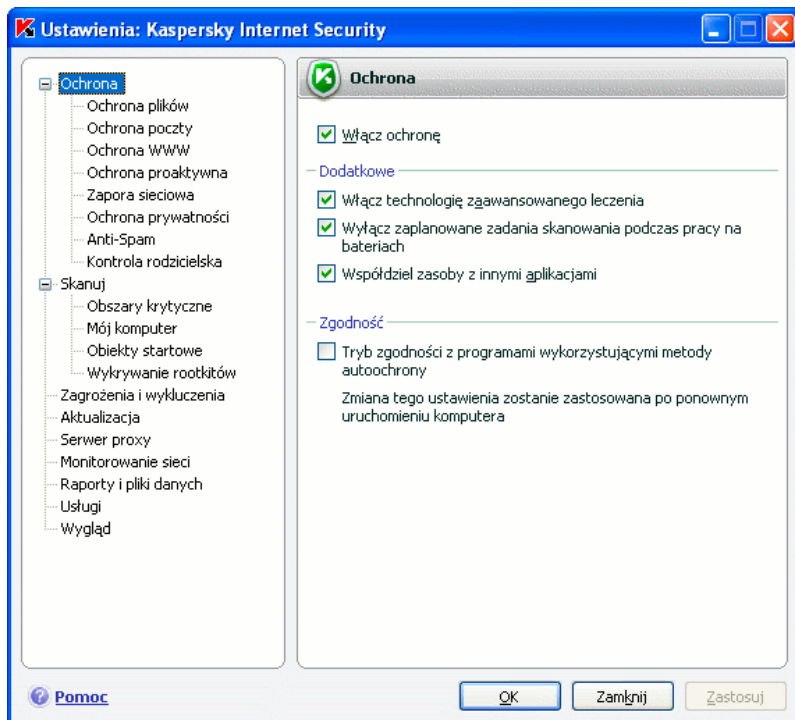 Ustawienia: Kaspersky Internet Security
Ochrona
Ochrona plików
Ochrona poczty
Ochrona WWW
Ochrona proaktywna
Zapora sieciowa
Ochrona prywatności
Anti-Spam
Kontrola rodzicielska
Skanuj
Obszary krytyczne
Mój komputer
Obiekty startowe
Wykrywanie rootkitów
Zagrożenia i wykluczenia
Aktualizacja
Serwer proxy
Monitorowanie sieci
Raporty i pliki danych
Usługi
Wygląd
Ochrona
Włącz ochronę
Dodatkowe
Włącz technologię zaawansowanego leczenia
Wyłącz zaplanowane zadania skanowania podczas pracy na
bateriach
Współdziel zasoby z innymi aplikacjami
Zgodność
Tryb zgodności z programami wykorzystującymi metody
autoochrony
Zmiana tego ustawienia zostanie zastosowana po ponownym
uruchomieniu komputera
Pomoc
OK
Zamknij
Zastosuj